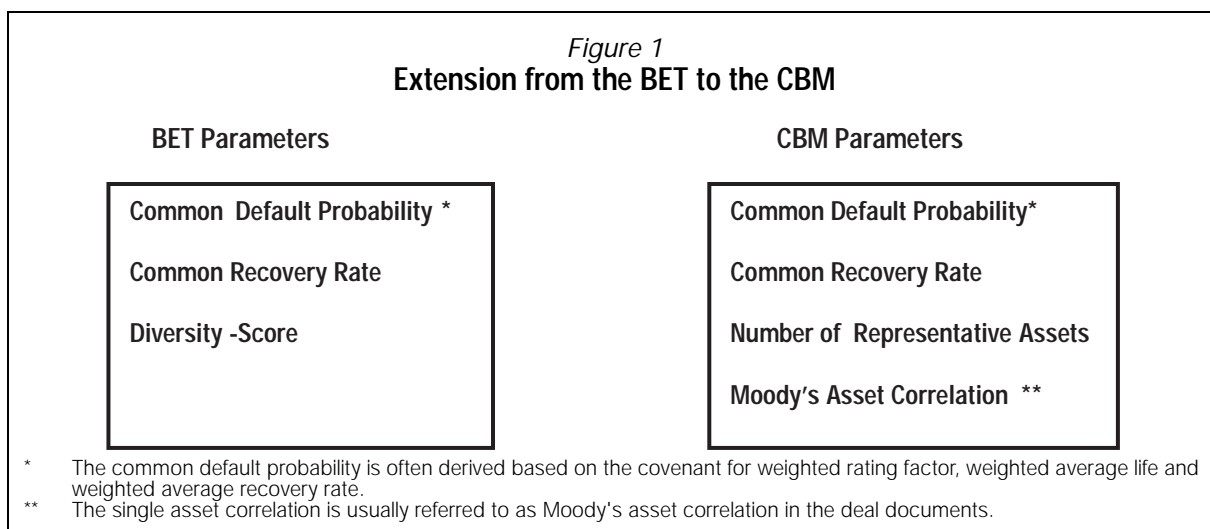 Figure 1
Extension from the BET to the CBM
BET Parameters
Common Default Probability *
Common Recovery Rate
Diversity -Score
CBM Parameters
Common Default Probability*
Common Recovery Rate
Number of Representative Assets
Moody's Asset Correlation **
* The common default probability is often derived based on the covenant for weighted rating factor, weighted average life and
weighted average recovery rate.
** The single asset correlation is usually referred to as Moody's asset correlation in the deal documents.